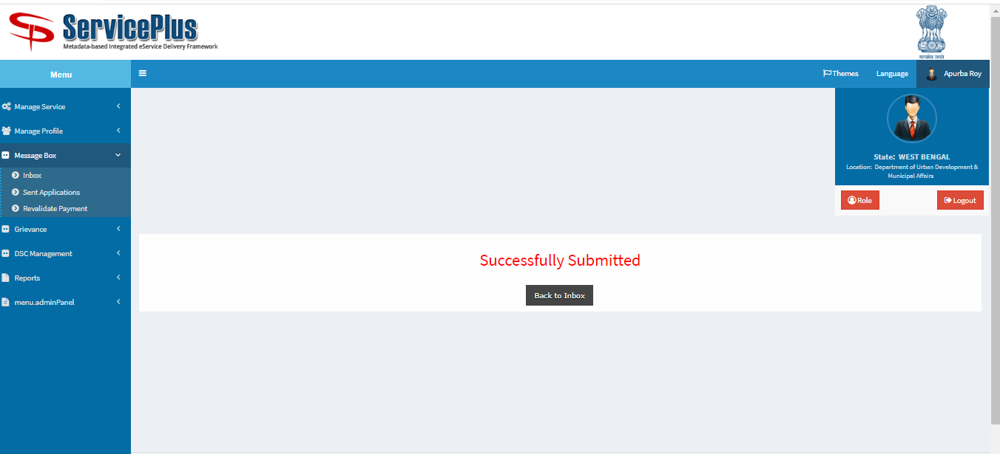 ServicePlus
Metadata-based Integrated eService Delivery Framework
सत्यमेव जयते
Menu
Themes
Language
Apurba Roy
Manage Service
Manage Profile
Message Box
Inbox
Sent Applications
Revalidate Payment
Grievance
DSC Management
Reports
menu.adminPanel
State: WEST BENGAL
Location: Department of Urban Development &
Municipal Affairs
Role
Logout
Successfully Submitted
Back to Inbox